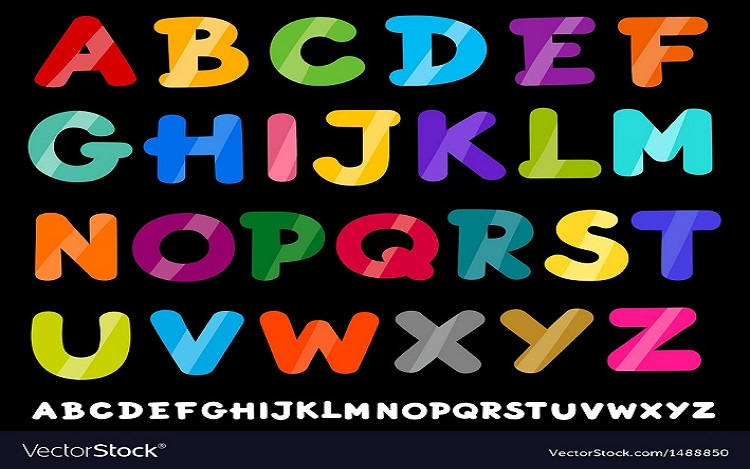 A B C D E F
G H I J K L M
N O P Q R S T
U V W X Y Z
ABCDEFGHIJKLMNOPQRSTUVWXYZ
VectorStock® VectorStock.com/1488850